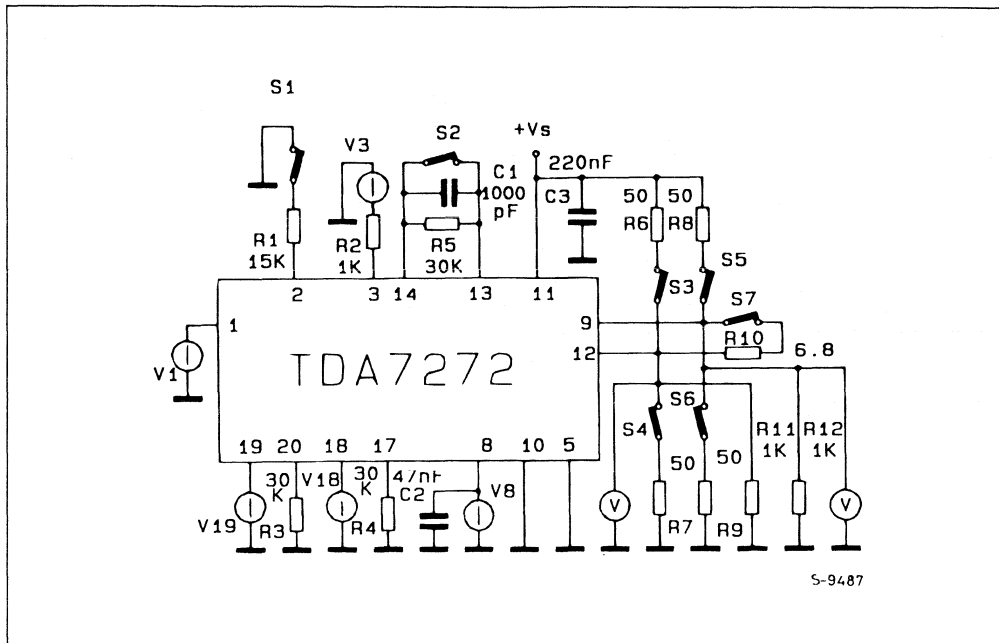 S1
V3
S2
+Vs
220nF
C1
1000
pF
C3
50 50
R6 R8
R1
15K
R2
1K
R5
30K
S5
S3
S7
2 3 14 13 11
1
9
12
R10
6.8
V1
TDA7272
S6
S4
R11 R12
1K 1K
19 20 18 17 8 10 5
30
K
V18
30
K
47nF
C2
V8
50 50
V19
R3
R4
V
R7
R9
V
S-9487